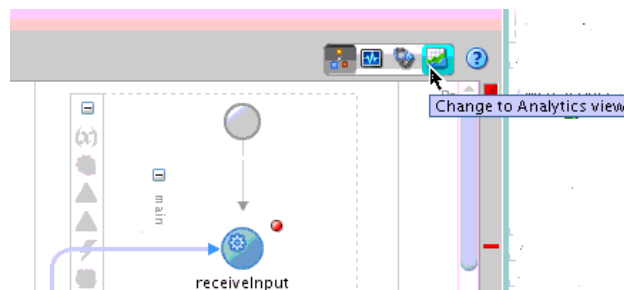 ?
Change to Analytics view
(x)
main
receiveInput